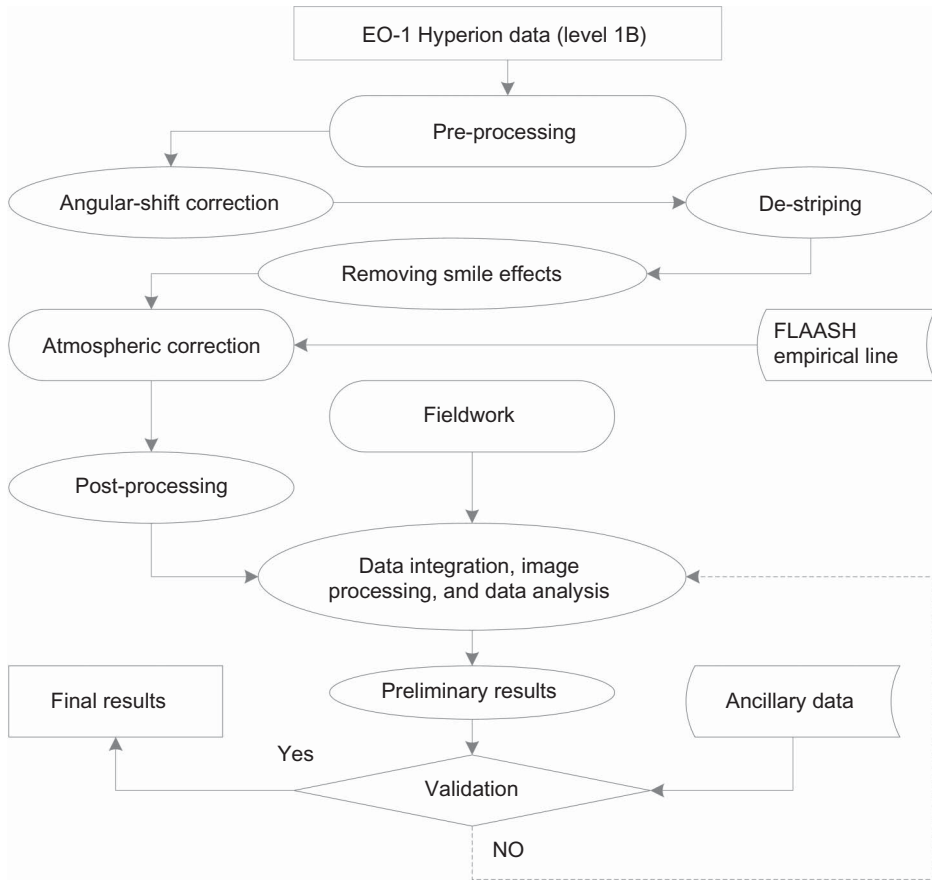 EO-1 Hyperion data (level 1B)
Pre-processing
Angular-shift correction
De-striping
Removing smile effects
Atmospheric correction
FLAASH
empirical line
Fieldwork
Post-processing
Data integration, image
processing, and data analysis
Final results
Preliminary results
Ancillary data
Yes
Validation
NO